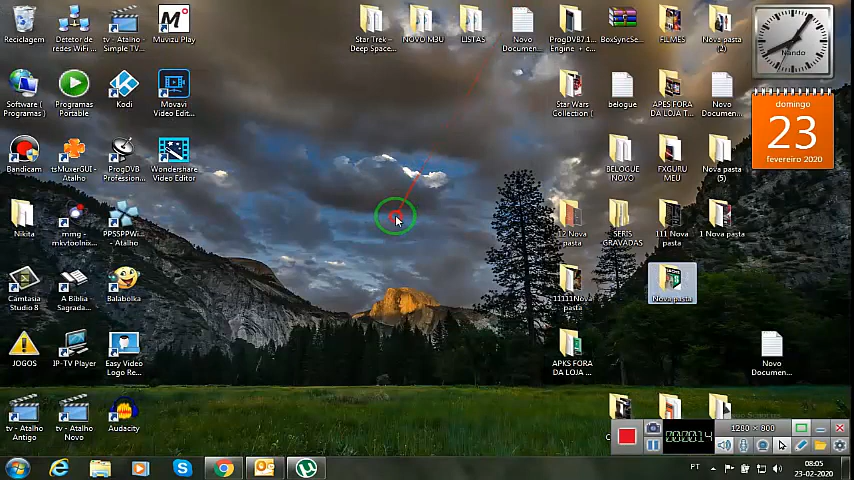 Reciclagem
Detetor de
redes WiFi ...
tv - Atalho -
Simple TV...
Muvizu Play
Star Trek -
Deep Space...
NOVO M3U
LISTAS
Novo
Documen...
ProgDVB7.1...
Engine + c...
BoxSyncSe...
FILMES
Nova pasta
(2)
Nando
Software (
Programas )
Programas
Portable
Kodi
Movavi
Video Edit...
Star Wars
Collection (
belogue
APES FORA
DA LOJA T...
Novo
Documen...
domingo
23
fevereiro 2020
Bandicam
tsMuxerGUI -
Atalho
ProgDVB
Profession...
Wondershare
Video Editor
BELOGUE
NOVO
FXGURU
MEU
Nova pasta
(5)
Nikita
mmg -
mkvtoolnix...
PPSSPPWi...
- Atalho
12 Nova
pasta
SERIS
GRAVADAS
111 Nova
pasta
1 Nova pasta
Camtasia
Studio 8
A Bíblia
Sagrada...
Balabolka
11111Nova
pasta
Nova pasta
JOGOS
IP-TV Player
Easy Video
Logo Re...
APKS FORA
DA LOJA ...
Novo
Documen...
tv - Atalho
Antigo
tv - Atalho
Novo
Audacity
1280 × 800
00:00:14
PT
08:05
23-02-2020